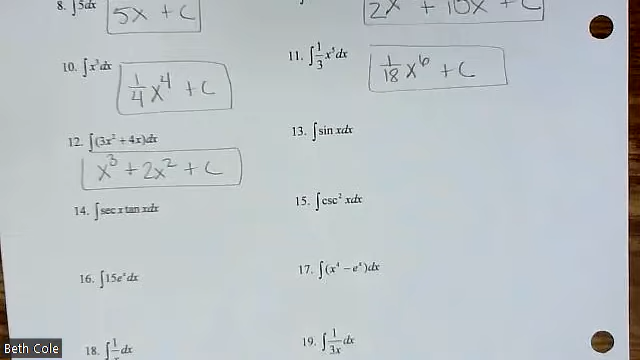 8. ∫5dx
5x + C
2x + 10x + C
10. ∫x³dx
1/4 x⁴ + C
11. ∫1/3 x⁵dx
1/18 x⁶ + C
12. ∫(3x² + 4x)dx
x³ + 2x² + C
13. ∫sin xdx
14. ∫sec x tan xdx
15. ∫csc² xdx
16. ∫15eˣdx
17. ∫(x⁴ − eˣ)dx
18. ∫1/x dx
19. ∫1/3x dx
Beth Cole